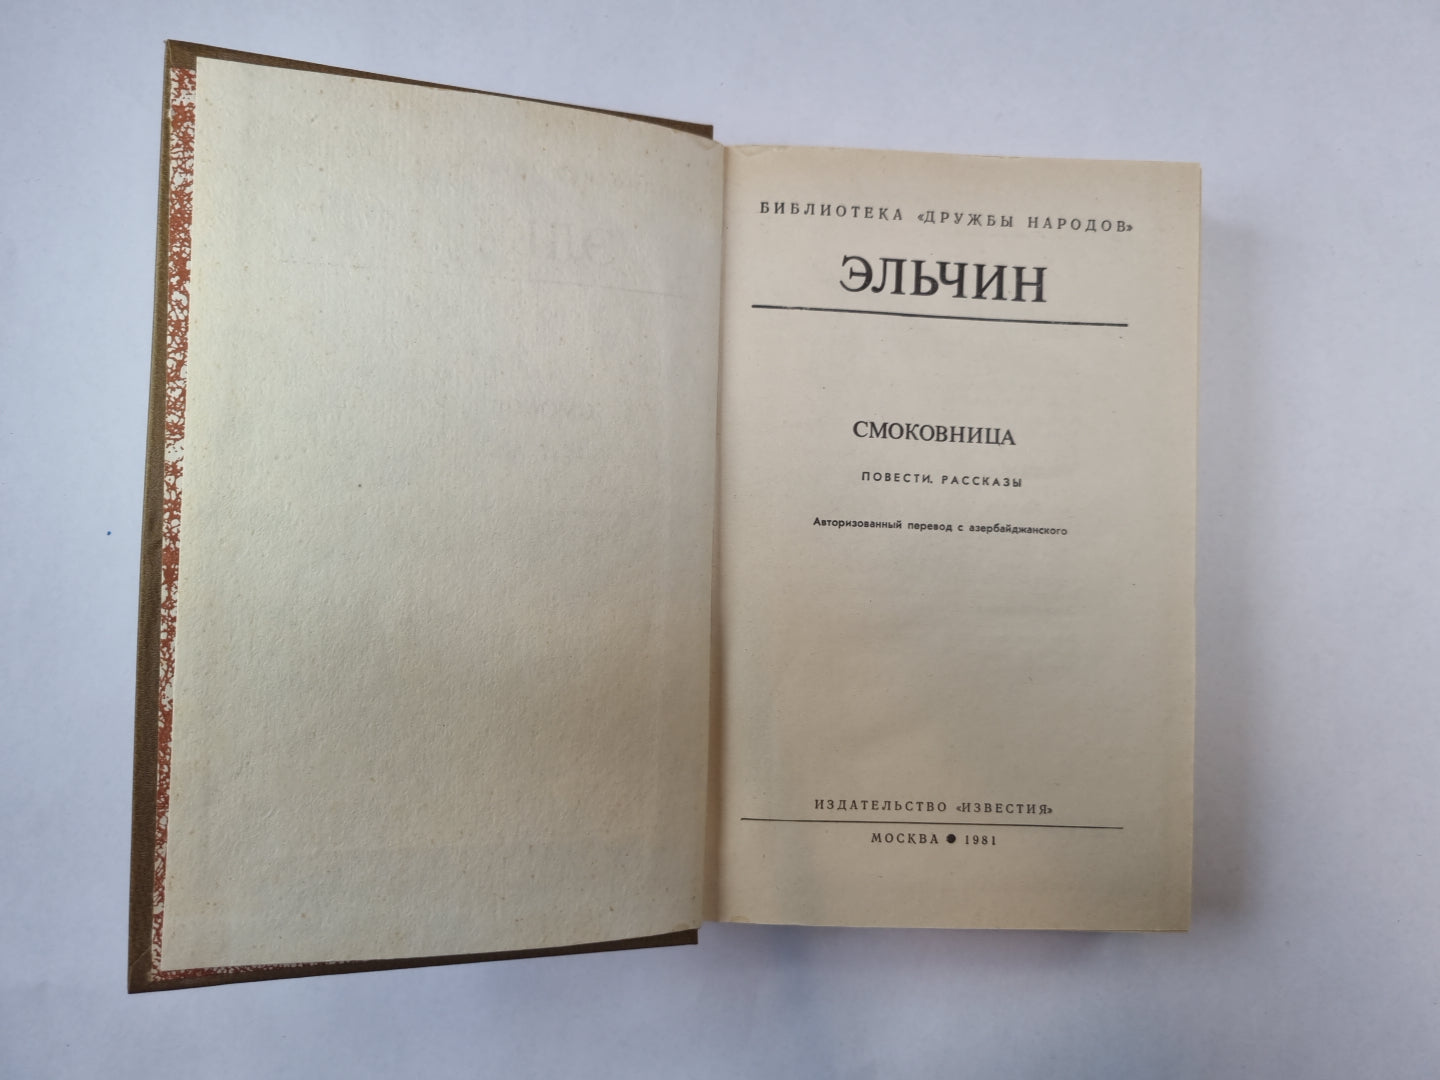 БИБЛИОТЕКА «ДРУЖБЫ НАРОДОВ»
ЭЛЬЧИН
СМОКОВНИЦА
ПОВЕСТИ. РАССКАЗЫ
Авторизованный перевод с азербайджанского
ИЗДАТЕЛЬСТВО «ИЗВЕСТИЯ»
МОСКВА ● 1981